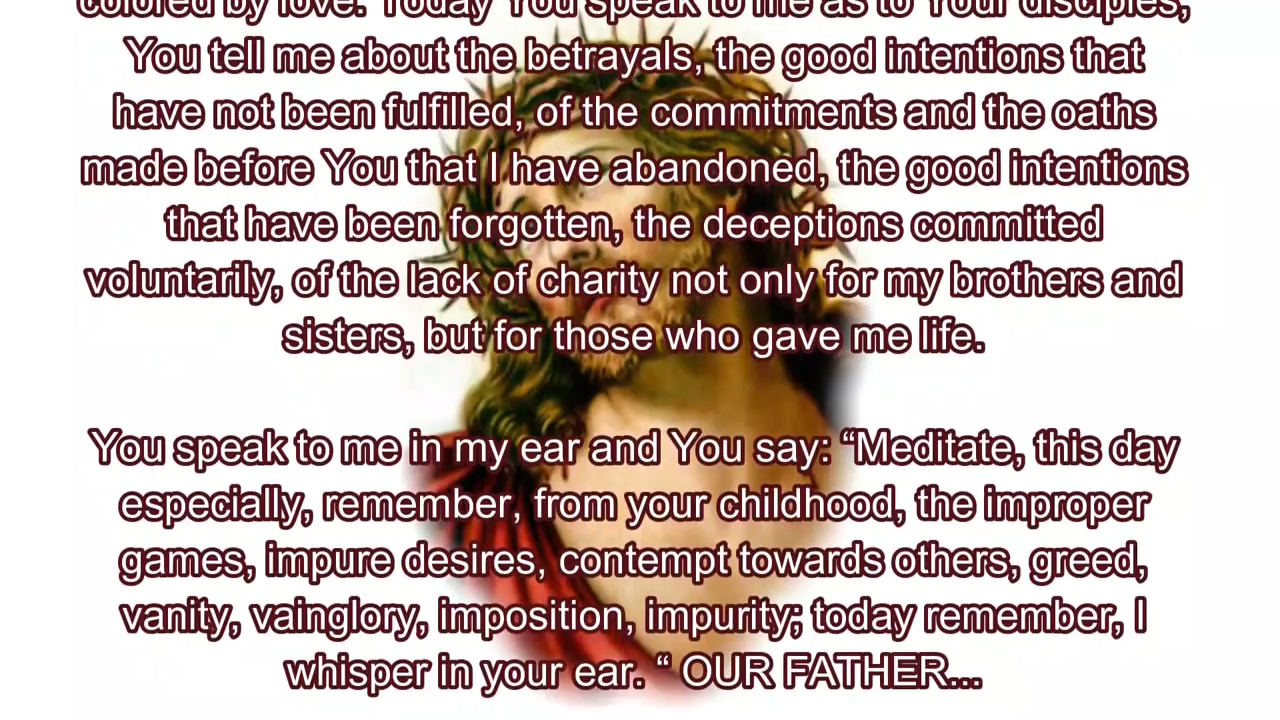 colored by love. Today You speak to me as to Your disciples,
You tell me about the betrayals, the good intentions that
have not been fulfilled, of the commitments and the oaths
made before You that I have abandoned, the good intentions
that have been forgotten, the deceptions committed
voluntarily, of the lack of charity not only for my brothers and
sisters, but for those who gave me life.
You speak to me in my ear and You say: “Meditate, this day
especially, remember, from your childhood, the improper
games, impure desires, contempt towards others, greed,
vanity, vainglory, imposition, impurity; today remember, I
whisper in your ear. “ OUR FATHER...